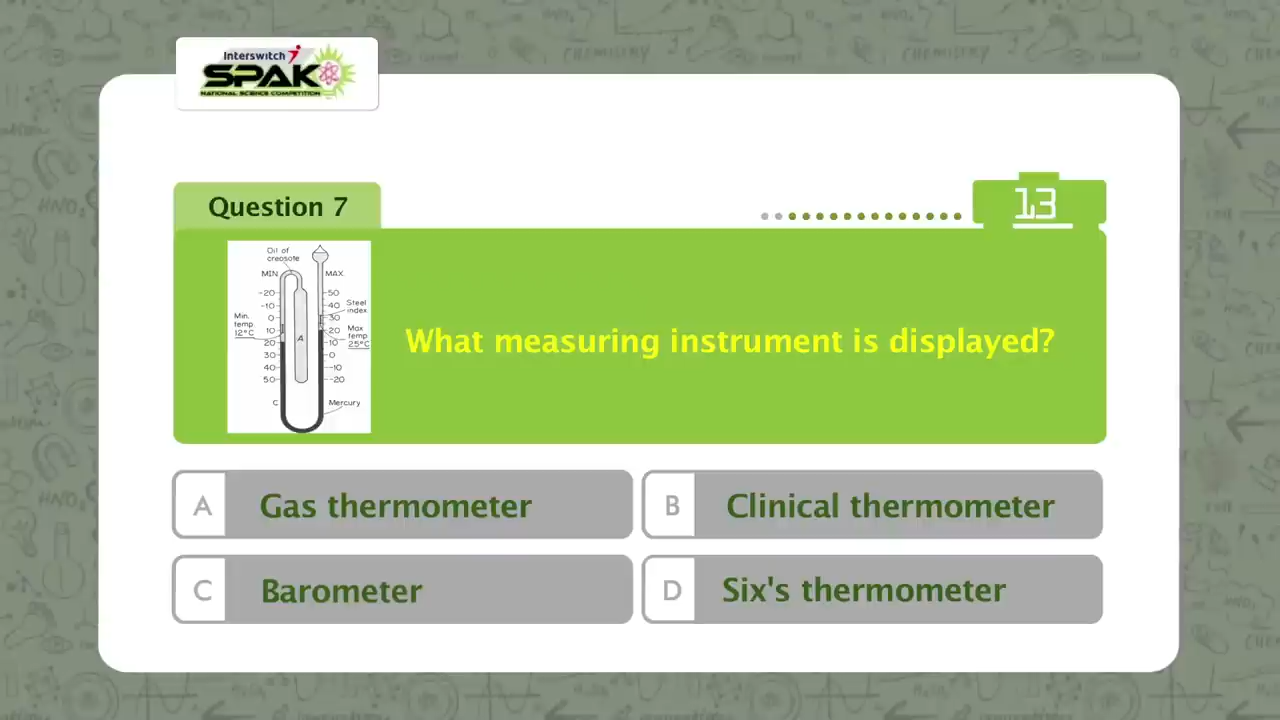 Interswitch
SPAK
NATIONAL SCIENCE COMPETITION
Question 7
13
Oil of
creosote
MIN
MAX.
-20
50
-10
40
Steel
index
0
30
Min.
temp.
12°C
10
20
Max
temp
25°C
20
10
30
0
40
-10
50
-20
A
C
Mercury
What measuring instrument is displayed?
A Gas thermometer
B Clinical thermometer
C Barometer
D Six's thermometer